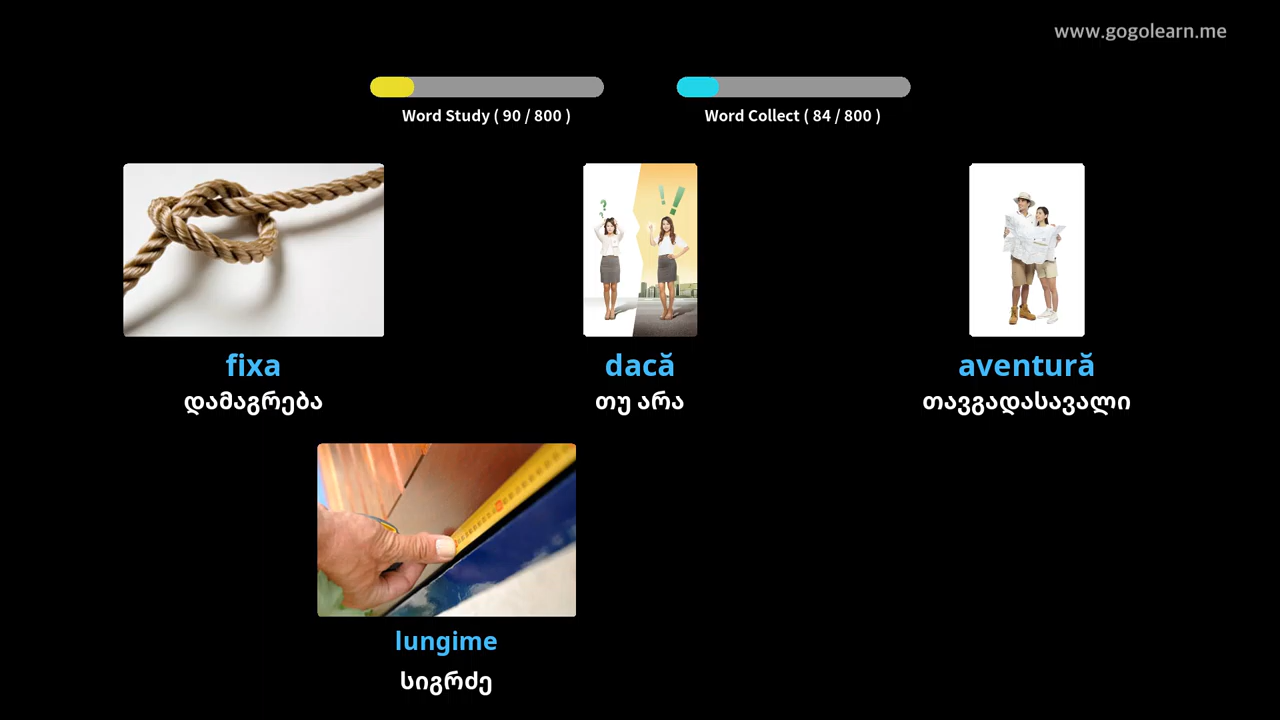 www.gogolearn.me
Word Study ( 90 / 800 )
Word Collect ( 84 / 800 )
fixa
დამაგრება
dacă
თუ არა
aventură
თავგადასავალი
lungime
სიგრძე